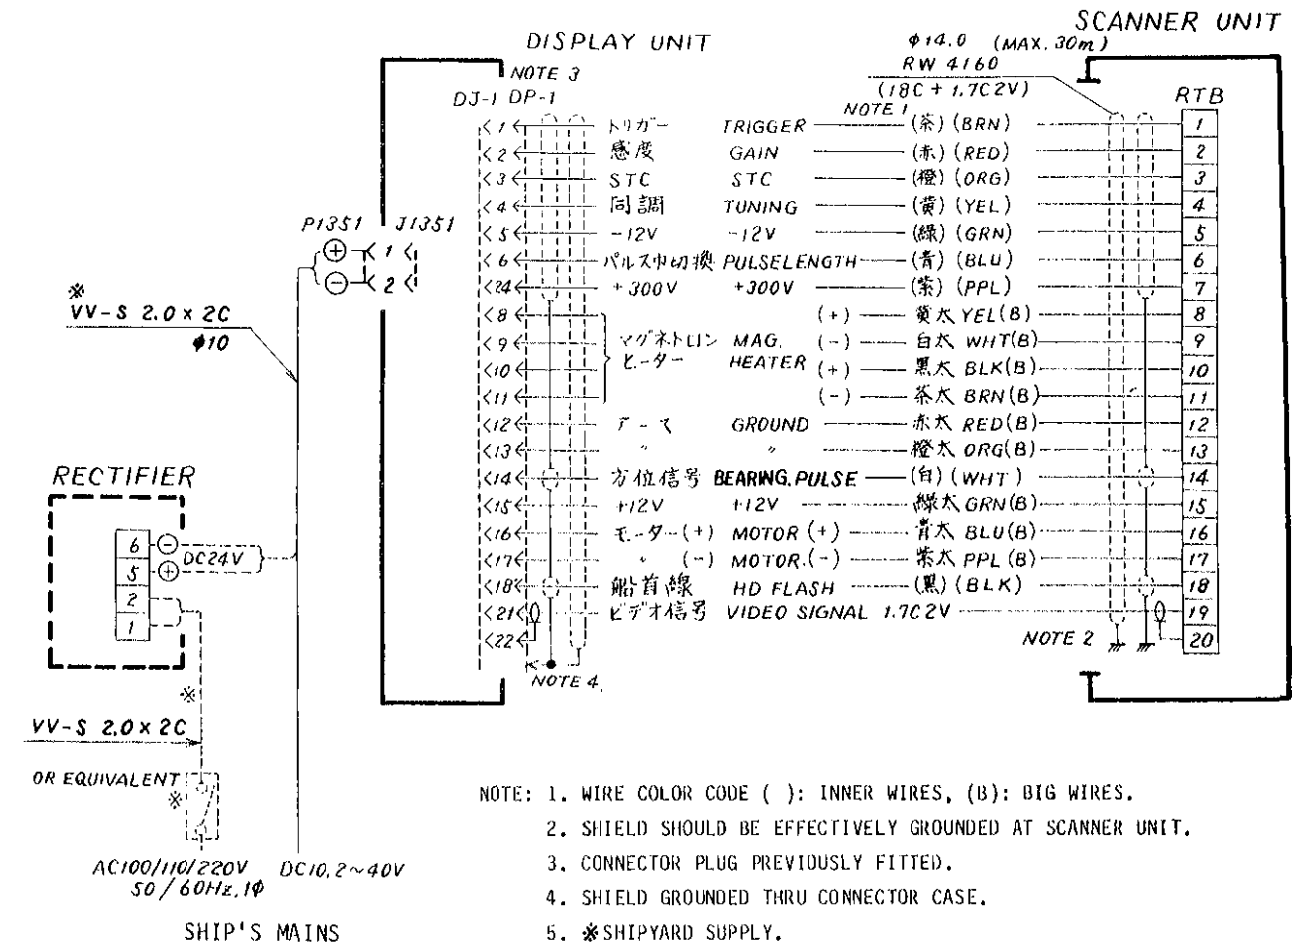 SCANNER UNIT
DISPLAY UNIT
φ14.0 (MAX. 30m)
RW 4160
(18C + 1.7C2V)
NOTE 3
DJ-1 DP-1
NOTE 1
RTB
1 トリガー TRIGGER (茶) (BRN) 1
2 感度 GAIN (赤) (RED) 2
3 STC STC (橙) (ORG) 3
4 同調 TUNING (黄) (YEL) 4
5 -12V -12V (緑) (GRN) 5
6 パルス巾切換 PULSELENGTH (青) (BLU) 6
24 +300V +300V (紫) (PPL) 7
8 (+)黄太 YEL(B) 8
9 マグネトロン MAG. (-) 白太 WHT(B) 9
10 ヒーター HEATER (+) 黒太 BLK(B) 10
11 (-) 茶太 BRN(B) 11
12 アース GROUND 赤太 RED(B) 12
13 〃 〃 橙太 ORG(B) 13
14 方位信号 BEARING.PULSE (白) (WHT) 14
15 +12V +12V 緑太 GRN(B) 15
16 モーター(+) MOTOR (+) 青太 BLU(B) 16
17 〃 (-) MOTOR.(-) 紫太 PPL(B) 17
18 船首線 HD FLASH (黒) (BLK) 18
21 ビデオ信号 VIDEO SIGNAL 1.7C2V 19
22 NOTE 2 20
NOTE 4
P1351 J1351
⊕ 1
⊖ 2
※
VV-S 2.0 × 2C
φ10
RECTIFIER
6 ⊖
DC24V
5 ⊕
2
1
※
VV-S 2.0 × 2C
OR EQUIVALENT
※
AC100/110/220V DC10.2~40V
50/60Hz.1φ
SHIP'S MAINS
NOTE: 1. WIRE COLOR CODE ( ): INNER WIRES, (B): BIG WIRES.
2. SHIELD SHOULD BE EFFECTIVELY GROUNDED AT SCANNER UNIT.
3. CONNECTOR PLUG PREVIOUSLY FITTED.
4. SHIELD GROUNDED THRU CONNECTOR CASE.
5. ※SHIPYARD SUPPLY.